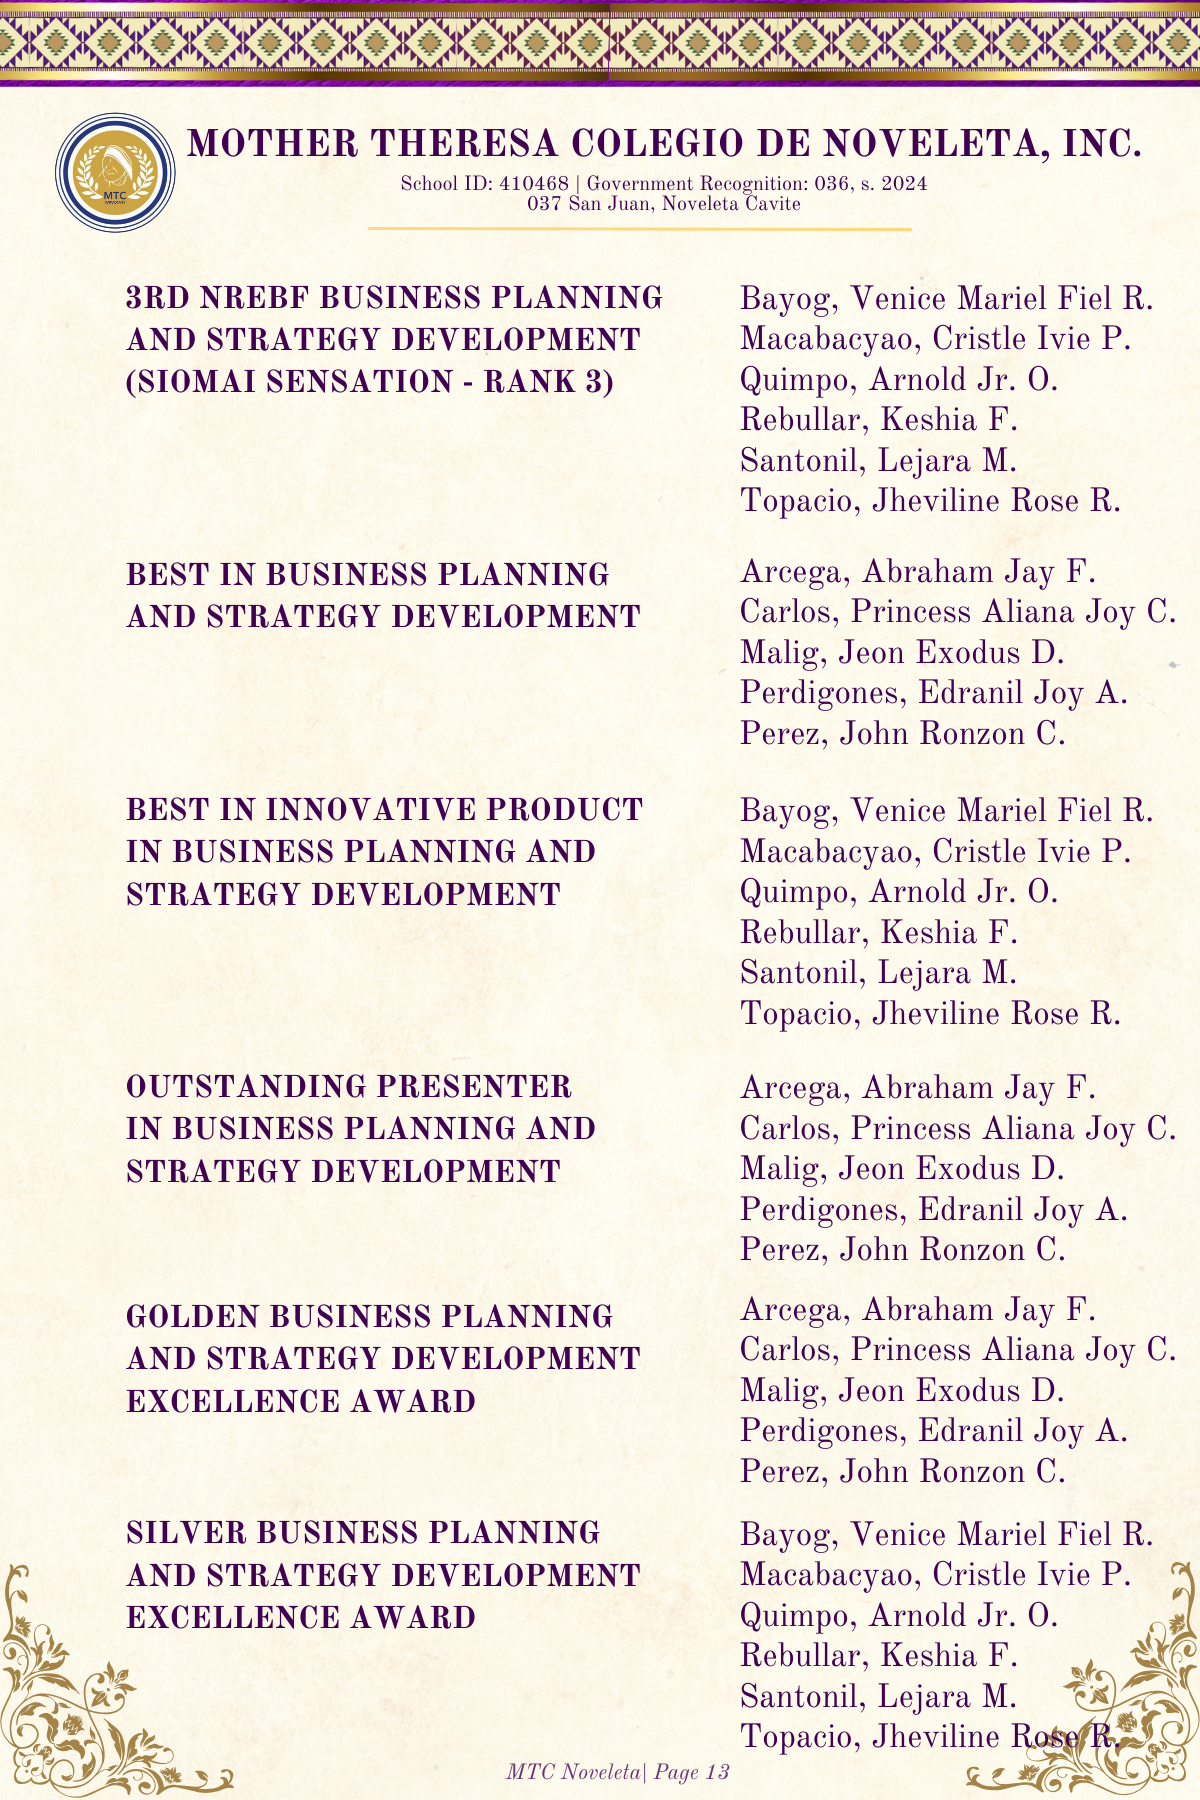 MTC
MOTHER THERESA COLEGIO DE NOVELETA, INC.
School ID: 410468 | Government Recognition: 036, s. 2024
037 San Juan, Noveleta Cavite
3RD NREBF BUSINESS PLANNING
AND STRATEGY DEVELOPMENT
(SIOMAI SENSATION - RANK 3)
Bayog, Venice Mariel Fiel R.
Macabacyao, Cristle Ivie P.
Quimpo, Arnold Jr. O.
Rebullar, Keshia F.
Santonil, Lejara M.
Topacio, Jheviline Rose R.
BEST IN BUSINESS PLANNING
AND STRATEGY DEVELOPMENT
Arcega, Abraham Jay F.
Carlos, Princess Aliana Joy C.
Malig, Jeon Exodus D.
Perdigones, Edranil Joy A.
Perez, John Ronzon C.
BEST IN INNOVATIVE PRODUCT
IN BUSINESS PLANNING AND
STRATEGY DEVELOPMENT
Bayog, Venice Mariel Fiel R.
Macabacyao, Cristle Ivie P.
Quimpo, Arnold Jr. O.
Rebullar, Keshia F.
Santonil, Lejara M.
Topacio, Jheviline Rose R.
OUTSTANDING PRESENTER
IN BUSINESS PLANNING AND
STRATEGY DEVELOPMENT
Arcega, Abraham Jay F.
Carlos, Princess Aliana Joy C.
Malig, Jeon Exodus D.
Perdigones, Edranil Joy A.
Perez, John Ronzon C.
GOLDEN BUSINESS PLANNING
AND STRATEGY DEVELOPMENT
EXCELLENCE AWARD
Arcega, Abraham Jay F.
Carlos, Princess Aliana Joy C.
Malig, Jeon Exodus D.
Perdigones, Edranil Joy A.
Perez, John Ronzon C.
SILVER BUSINESS PLANNING
AND STRATEGY DEVELOPMENT
EXCELLENCE AWARD
Bayog, Venice Mariel Fiel R.
Macabacyao, Cristle Ivie P.
Quimpo, Arnold Jr. O.
Rebullar, Keshia F.
Santonil, Lejara M.
Topacio, Jheviline Rose R.
MTC Noveleta| Page 13